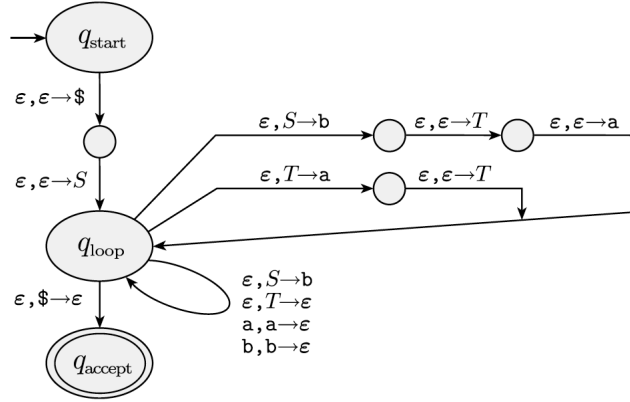 q_start
ε,ε→$
ε,S→b ε,ε→T ε,ε→a
ε,ε→S
ε,T→a ε,ε→T
q_loop
ε,S→b
ε,$→ε
ε,T→ε
a,a→ε
b,b→ε
q_accept